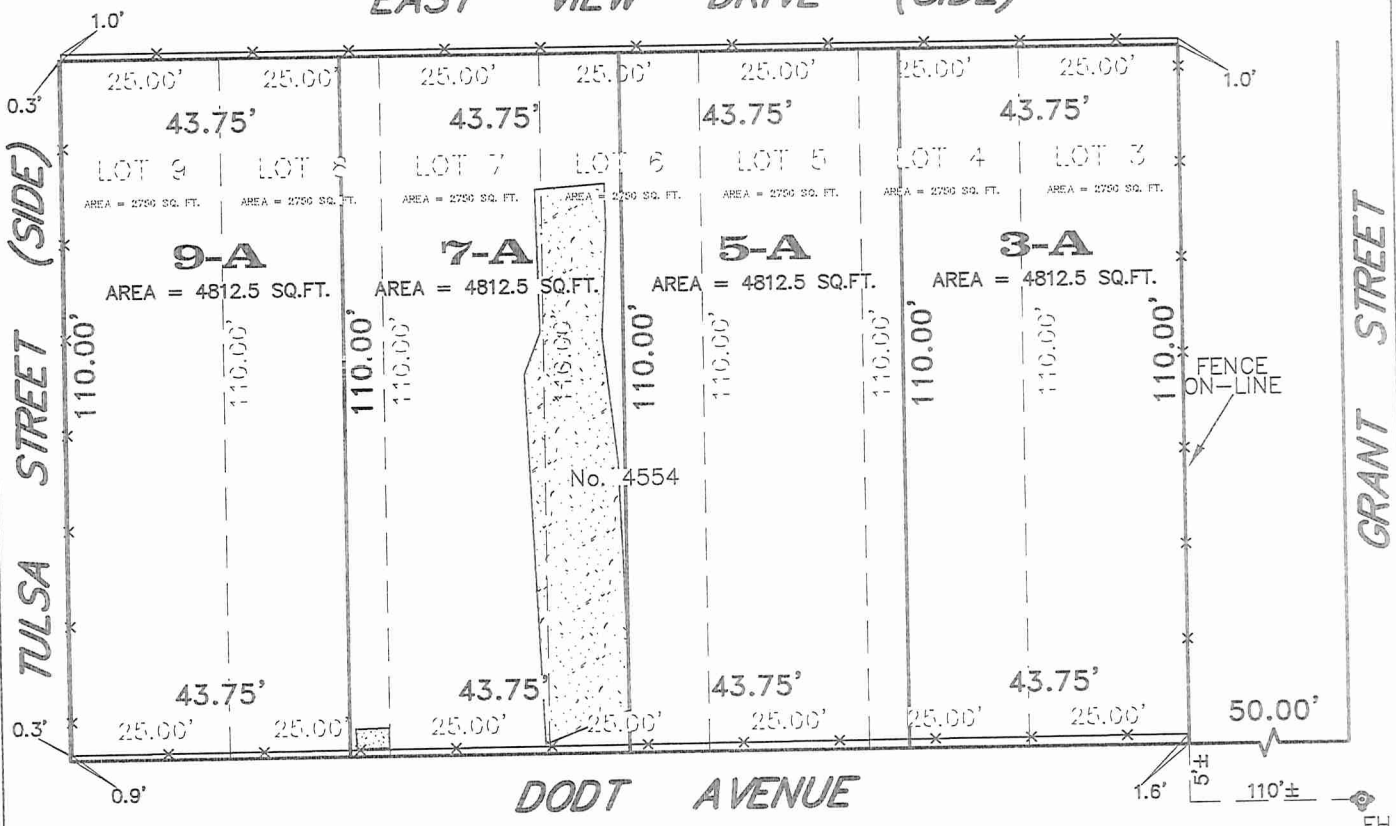 EAST VIEW DRIVE (SIDE)
1.0'
0.3'
25.00' 25.00' 25.00' 25.00' 25.00' 25.00' 25.00'
1.0'
43.75' 43.75' 43.75' 43.75'
LOT 9 LOT 8 LOT 7 LOT 6 LOT 5 LOT 4 LOT 3
AREA = 2750 SQ. FT. AREA = 2750 SQ. FT. AREA = 2750 SQ. FT. AREA = 2750 SQ. FT. AREA = 2750 SQ. FT. AREA = 2750 SQ. FT. AREA = 2750 SQ. FT.
9-A 7-A 5-A 3-A
AREA = 4812.5 SQ.FT. AREA = 4812.5 SQ.FT. AREA = 4812.5 SQ.FT. AREA = 4812.5 SQ.FT.
TULSA STREET (SIDE)
110.00' 110.00' 110.00' 110.00' 110.00' 110.00' 110.00' 110.00' 110.00' 110.00' 110.00'
FENCE
ON-LINE
GRANT STREET
No. 4554
43.75' 43.75' 43.75' 43.75'
25.00' 25.00' 25.00' 25.00' 25.00' 25.00' 25.00'
50.00'
0.3'
0.9'
DODT AVENUE
1.6'
5'±
110'±
FH